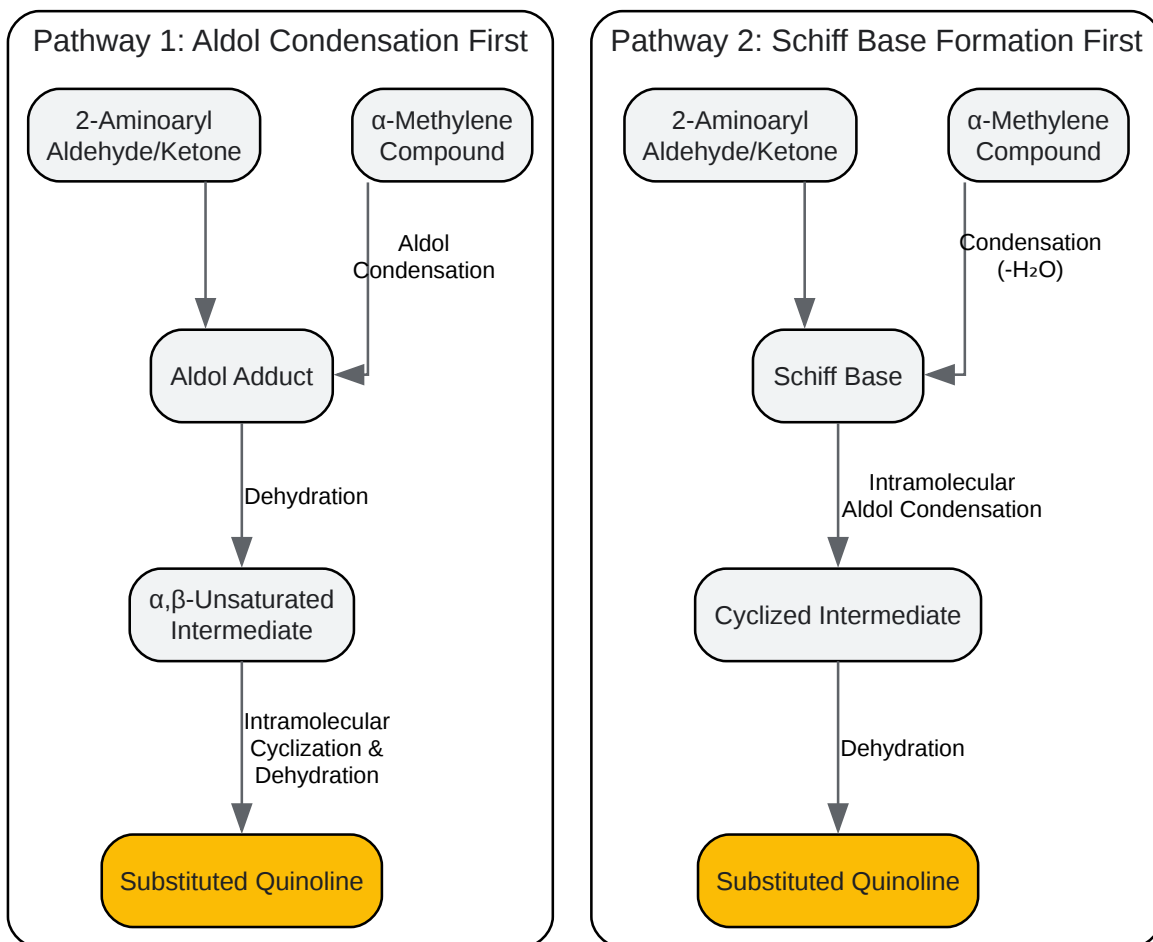 Pathway 1: Aldol Condensation First
2-Aminoaryl
Aldehyde/Ketone
α-Methylene
Compound
Aldol
Condensation
Aldol Adduct
Dehydration
α,β-Unsaturated
Intermediate
Intramolecular
Cyclization &
Dehydration
Substituted Quinoline
Pathway 2: Schiff Base Formation First
2-Aminoaryl
Aldehyde/Ketone
α-Methylene
Compound
Condensation
(-H₂O)
Schiff Base
Intramolecular
Aldol Condensation
Cyclized Intermediate
Dehydration
Substituted Quinoline